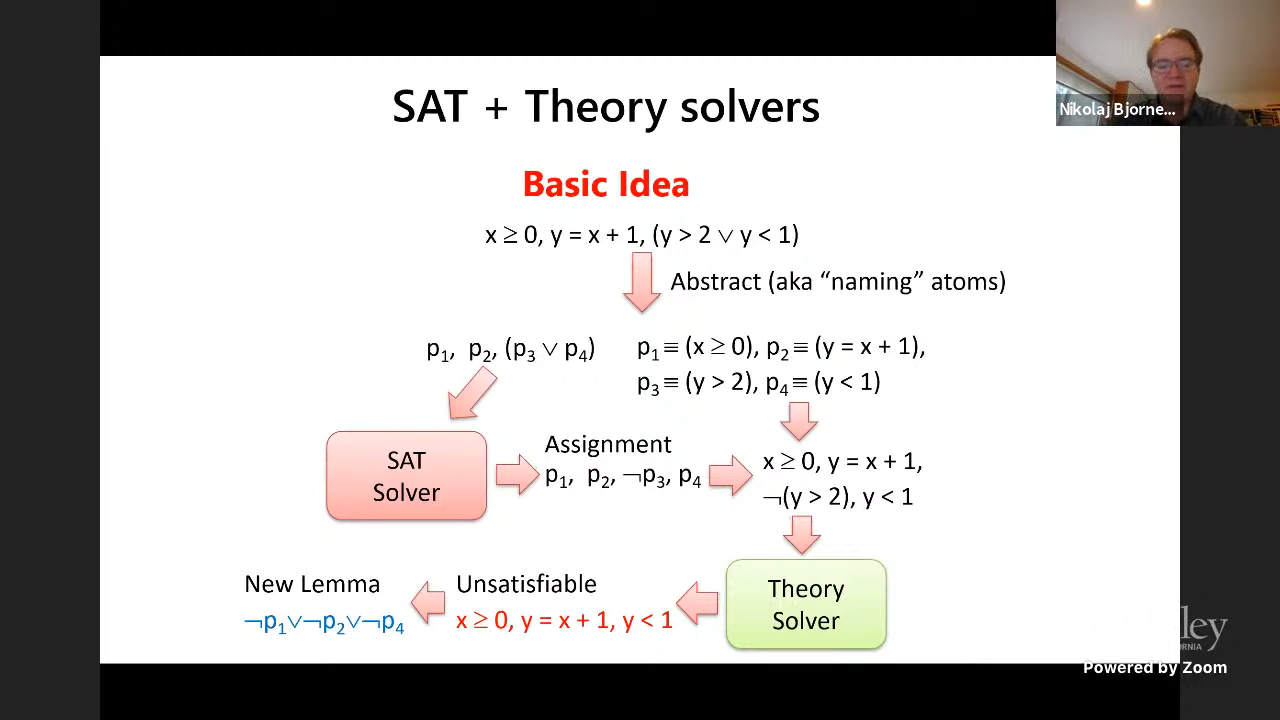 SAT + Theory solvers
Nikolaj Bjorne...
Basic Idea
x ≥ 0, y = x + 1, (y > 2 ∨ y < 1)
Abstract (aka “naming” atoms)
p₁, p₂, (p₃ ∨ p₄)
p₁ ≡ (x ≥ 0), p₂ ≡ (y = x + 1),
p₃ ≡ (y > 2), p₄ ≡ (y < 1)
SAT
Solver
Assignment
p₁, p₂, ¬p₃, p₄
x ≥ 0, y = x + 1,
¬(y > 2), y < 1
Theory
Solver
Unsatisfiable
x ≥ 0, y = x + 1, y < 1
New Lemma
¬p₁∨¬p₂∨¬p₄
Powered by Zoom